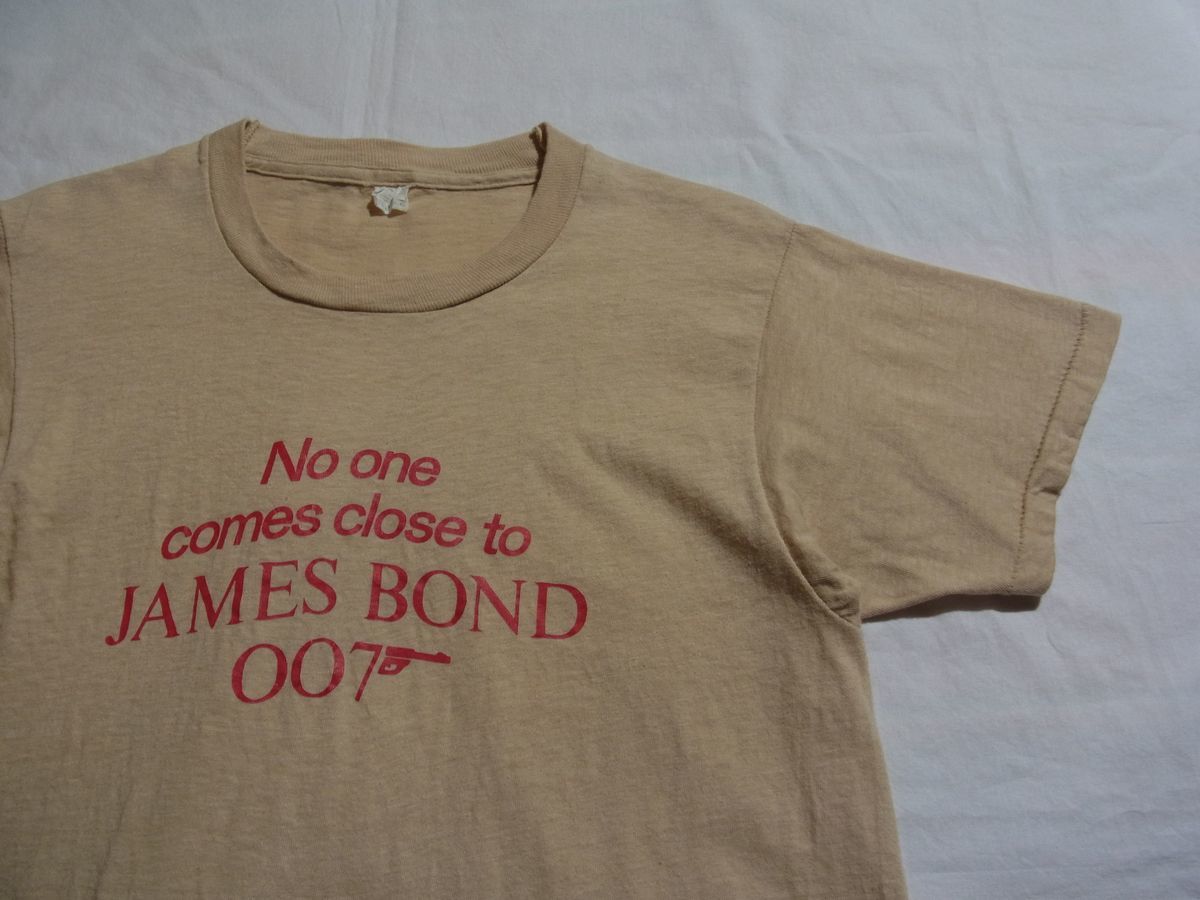 No one
comes close to
JAMES BOND
007